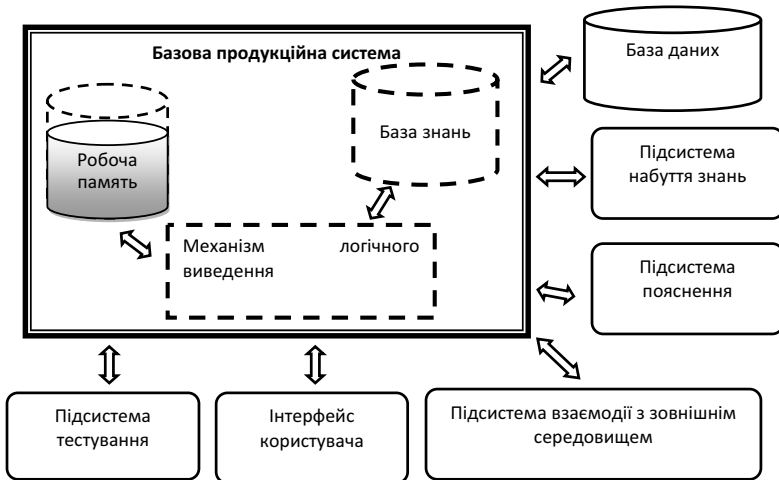 Базова продукційна система
База даних
База знань
Робоча
память
Підсистема
набуття знань
Механізм логічного
виведення
Підсистема
пояснення
Підсистема
тестування
Інтерфейс
користувача
Підсистема взаємодії з зовнішнім
середовищем